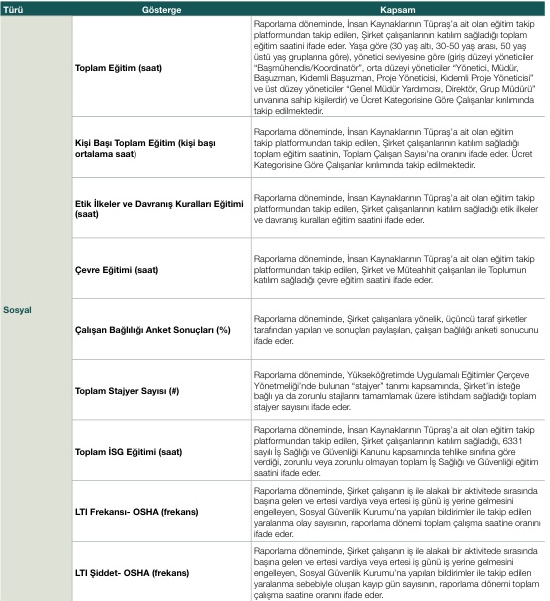 Türü Gösterge Kapsam
Sosyal
Toplam Eğitim (saat)
Raporlama döneminde, İnsan Kaynaklarının Tüpraş'a ait olan eğitim takip
platformundan takip edilen, Şirket çalışanlarının katılım sağladığı toplam
eğitim saatini ifade eder. Yaşa göre (30 yaş altı, 30-50 yaş arası, 50 yaş
üstü yaş gruplarına göre), yönetici seviyesine göre (giriş düzey yöneticiler
"Başmühendis/Koordinatör", orta düzey yöneticiler "Yönetici, Müdür,
Başuzman, Kıdemli Başuzman, Proje Yöneticisi, Kıdemli Proje Yöneticisi"
ve üst düzey yöneticiler "Genel Müdür Yardımcısı, Direktör, Grup Müdürü"
unvanına sahip kişilerdir) ve Ücret Kategorisine Göre Çalışanlar kırılımında
takip edilmektedir.
Kişi Başı Toplam Eğitim (kişi başı
ortalama saat)
Raporlama döneminde, İnsan Kaynaklarının Tüpraş'a ait olan eğitim
takip platformundan takip edilen, Şirket çalışanlarının katılım sağladığı
toplam eğitim saatinin, Toplam Çalışan Sayısı'na oranını ifade eder. Ücret
Kategorisine Göre Çalışanlar kırılımında takip edilmektedir.
Etik İlkeler ve Davranış Kuralları Eğitimi
(saat)
Raporlama döneminde, İnsan Kaynaklarının Tüpraş'a ait olan eğitim takip
platformundan takip edilen, Şirket çalışanlarının katılım sağladığı etik ilkeler
ve davranış kuralları eğitim saatini ifade eder.
Çevre Eğitimi (saat)
Raporlama döneminde, İnsan Kaynaklarının Tüpraş'a ait olan eğitim takip
platformundan takip edilen, Şirket ve Müteahhit çalışanları ile Toplumun
katılım sağladığı çevre eğitim saatini ifade eder.
Çalışan Bağlılığı Anket Sonuçları (%)
Raporlama döneminde, Şirket çalışanlara yönelik, üçüncü taraf şirketler
tarafından yapılan ve sonuçları paylaşılan, çalışan bağlılığı anketi sonucunu
ifade eder.
Toplam Stajyer Sayısı (#)
Raporlama döneminde, Yükseköğretimde Uygulamalı Eğitimler Çerçeve
Yönetmeliği'nde bulunan "stajyer" tanımı kapsamında, Şirket'in isteğe
bağlı ya da zorunlu stajlarını tamamlamak üzere istihdam sağladığı toplam
stajyer sayısını ifade eder.
Toplam İSG Eğitimi (saat)
Raporlama döneminde, İnsan Kaynaklarının Tüpraş'a ait olan eğitim takip
platformundan takip edilen, Şirket çalışanlarının katılım sağladığı, 6331
sayılı İş Sağlığı ve Güvenliği Kanunu kapsamında tehlike sınıfına göre
verdiği, zorunlu veya zorunlu olmayan toplam İş Sağlığı ve Güvenliği eğitim
saatini ifade eder.
LTI Frekansı- OSHA (frekans)
Raporlama döneminde, Şirket çalışanın iş ile alakalı bir aktivitede sırasında
başına gelen ve ertesi vardiya veya ertesi iş günü iş yerine gelmesini
engelleyen, Sosyal Güvenlik Kurumu'na yapılan bildirimler ile takip edilen
yaralanma olay sayısının, raporlama dönemi toplam çalışma saatine oranını
ifade eder.
LTI Şiddet- OSHA (frekans)
Raporlama döneminde, Şirket çalışanın iş ile alakalı bir aktivitede sırasında
başına gelen ve ertesi vardiya veya ertesi iş günü iş yerine gelmesini
engelleyen, Sosyal Güvenlik Kurumu'na yapılan bildirimler ile takip edilen
yaralanma sebebiyle oluşan kayıp gün sayısının, raporlama dönemi toplam
çalışma saatine oranını ifade eder.